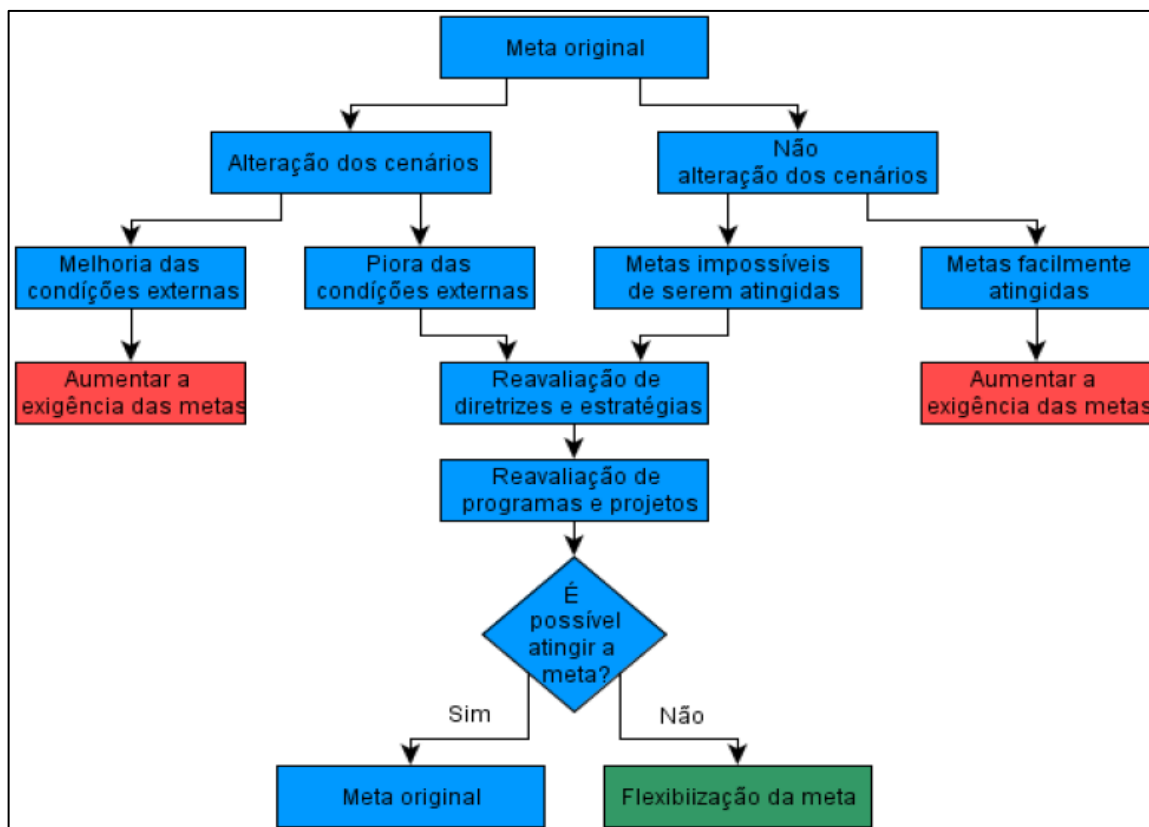 Meta original
Alteração dos cenários
Não
alteração dos cenários
Melhoria das
condíções externas
Piora das
condíções externas
Metas impossíveis
de serem atingidas
Metas facilmente
atingidas
Aumentar a
exigência das metas
Reavaliação de
diretrizes e estratégias
Aumentar a
exigência das metas
Reavaliação de
programas e projetos
É
possível
atingir a
meta?
Sim
Não
Meta original
Flexibiização da meta